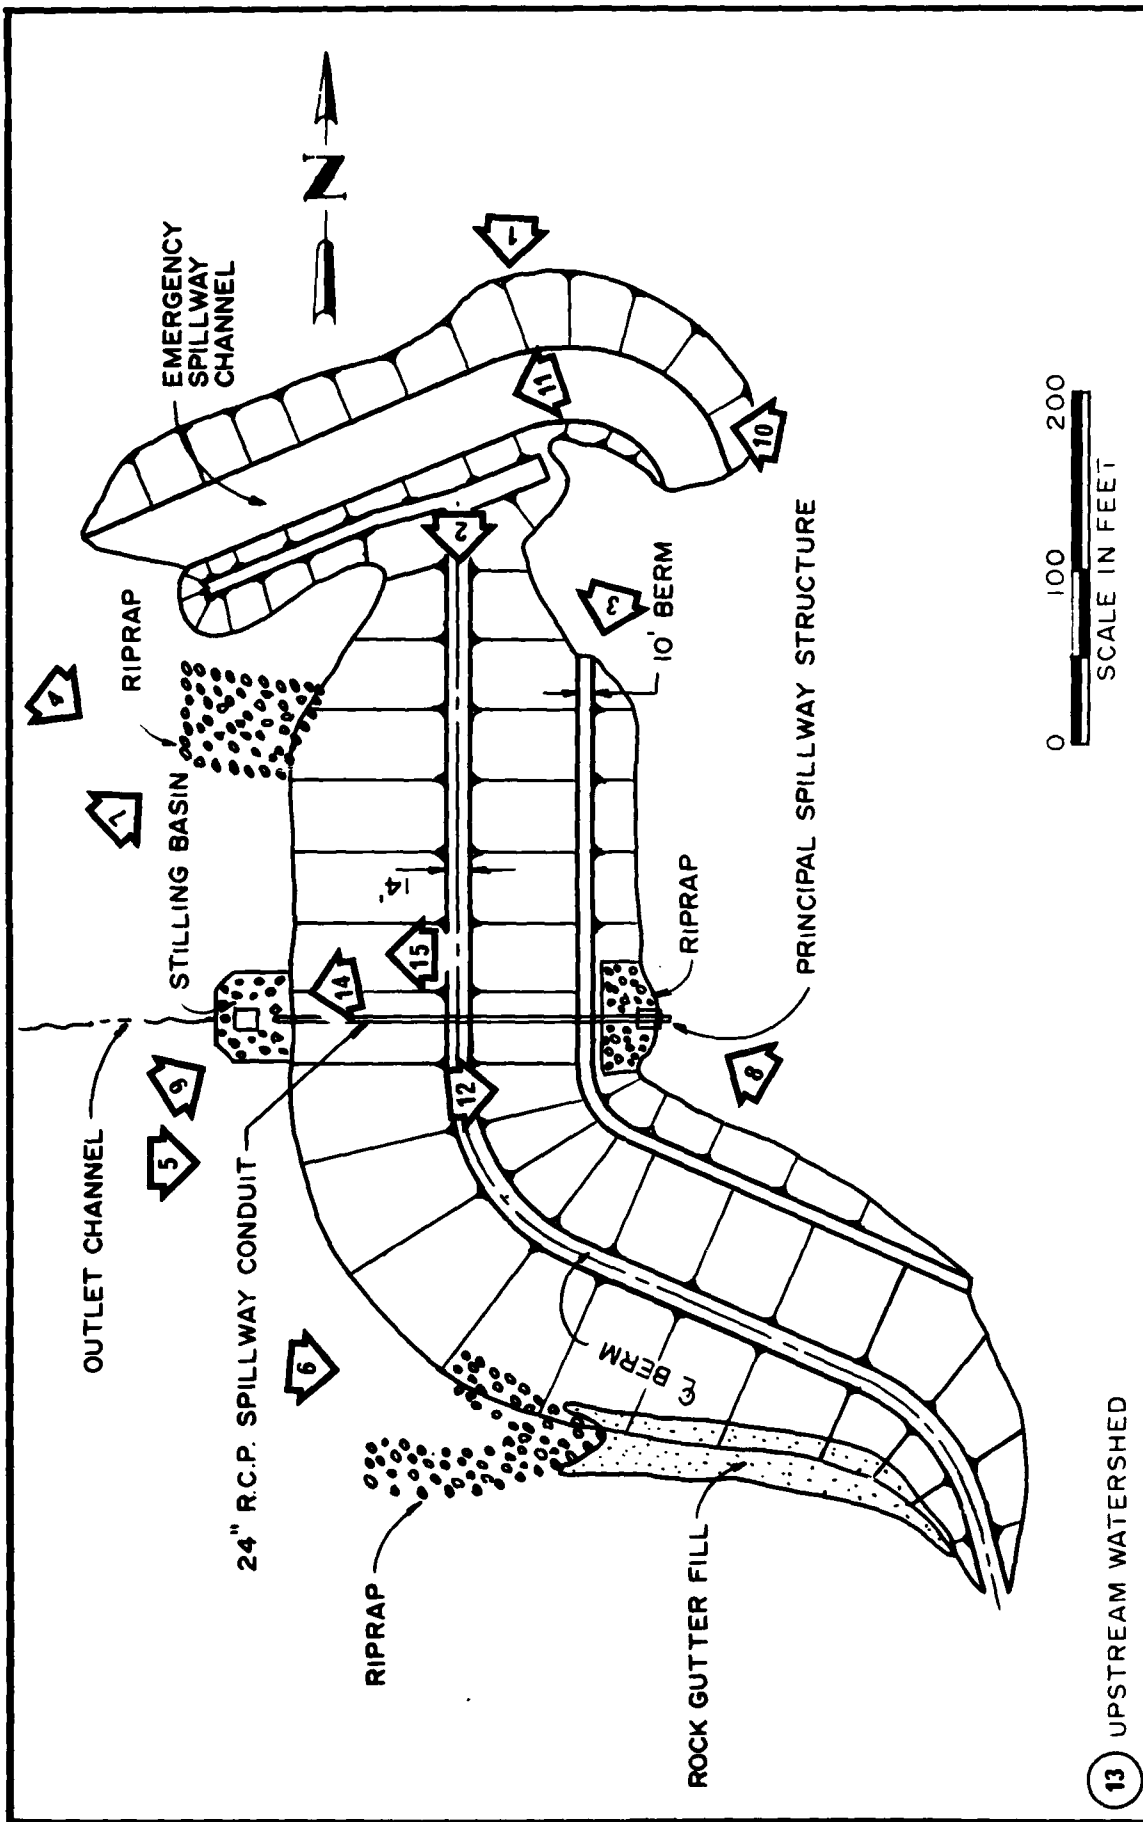 EMERGENCY
SPILLWAY
CHANNEL
N
1
11
10
2
3
RIPRAP
4
7
STILLING BASIN
14'
10' BERM
PRINCIPAL SPILLWAY STRUCTURE
RIPRAP
15
14
OUTLET CHANNEL
9
5
12
8
24" R.C.P. SPILLWAY CONDUIT
6
RIPRAP
℄ BERM
ROCK GUTTER FILL
0 100 200
SCALE IN FEET
13 UPSTREAM WATERSHED